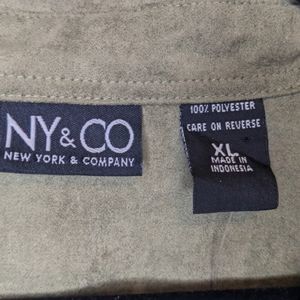 NY & CO
NEW YORK & COMPANY
100% POLYESTER
CARE ON REVERSE
XL
MADE IN
INDONESIA